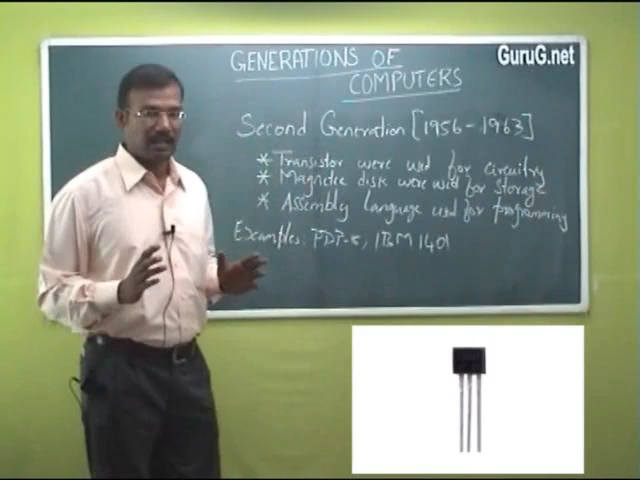 GuruG.net
GENERATIONS OF
COMPUTERS
Second Generation [1956-1963]
* Transistor were used for circuitry
* Magnetic disk were used for storage
* Assembly language used for programming
Examples: PDP-8, IBM 1401